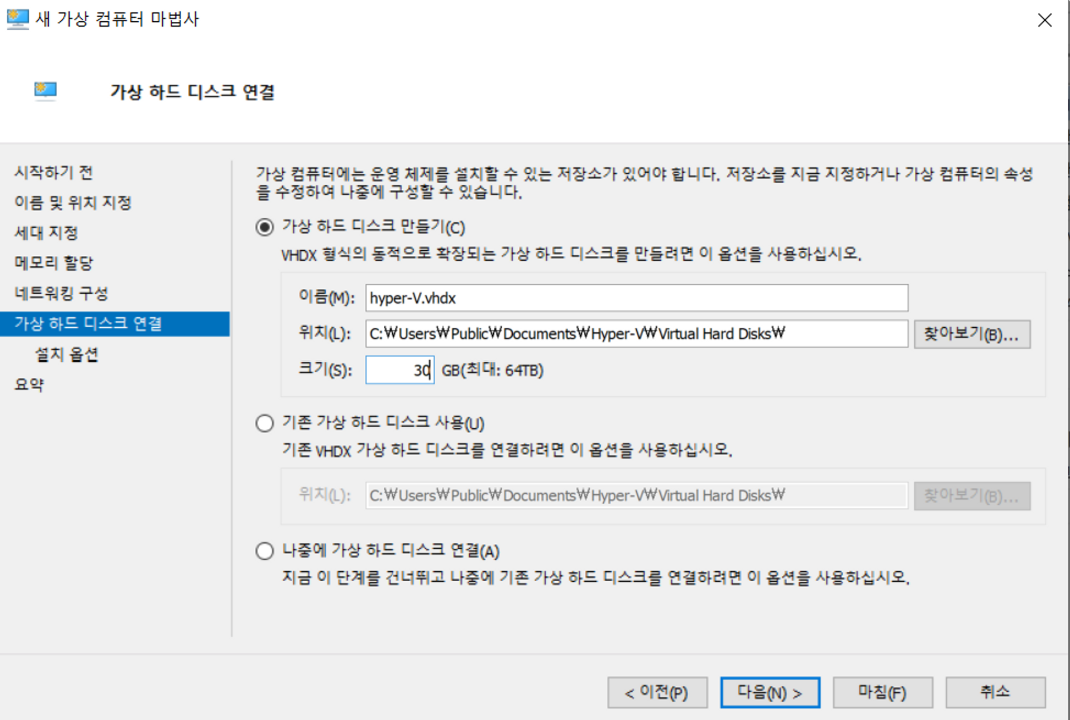 새 가상 컴퓨터 마법사
가상 하드 디스크 연결
시작하기 전
이름 및 위치 지정
세대 지정
메모리 할당
네트워킹 구성
가상 하드 디스크 연결
설치 옵션
요약
가상 컴퓨터에는 운영 체제를 설치할 수 있는 저장소가 있어야 합니다. 저장소를 지금 지정하거나 가상 컴퓨터의 속성
을 수정하여 나중에 구성할 수 있습니다.
가상 하드 디스크 만들기(C)
VHDX 형식의 동적으로 확장되는 가상 하드 디스크를 만들려면 이 옵션을 사용하십시오.
이름(M): hyper-V.vhdx
위치(L): C:₩Users₩Public₩Documents₩Hyper-V₩Virtual Hard Disks₩ 찾아보기(B)...
크기(S): 30 GB(최대: 64TB)
기존 가상 하드 디스크 사용(U)
기존 VHDX 가상 하드 디스크를 연결하려면 이 옵션을 사용하십시오.
위치(L): C:₩Users₩Public₩Documents₩Hyper-V₩Virtual Hard Disks₩ 찾아보기(B)...
나중에 가상 하드 디스크 연결(A)
지금 이 단계를 건너뛰고 나중에 기존 가상 하드 디스크를 연결하려면 이 옵션을 사용하십시오.
< 이전(P) 다음(N) > 마침(F) 취소